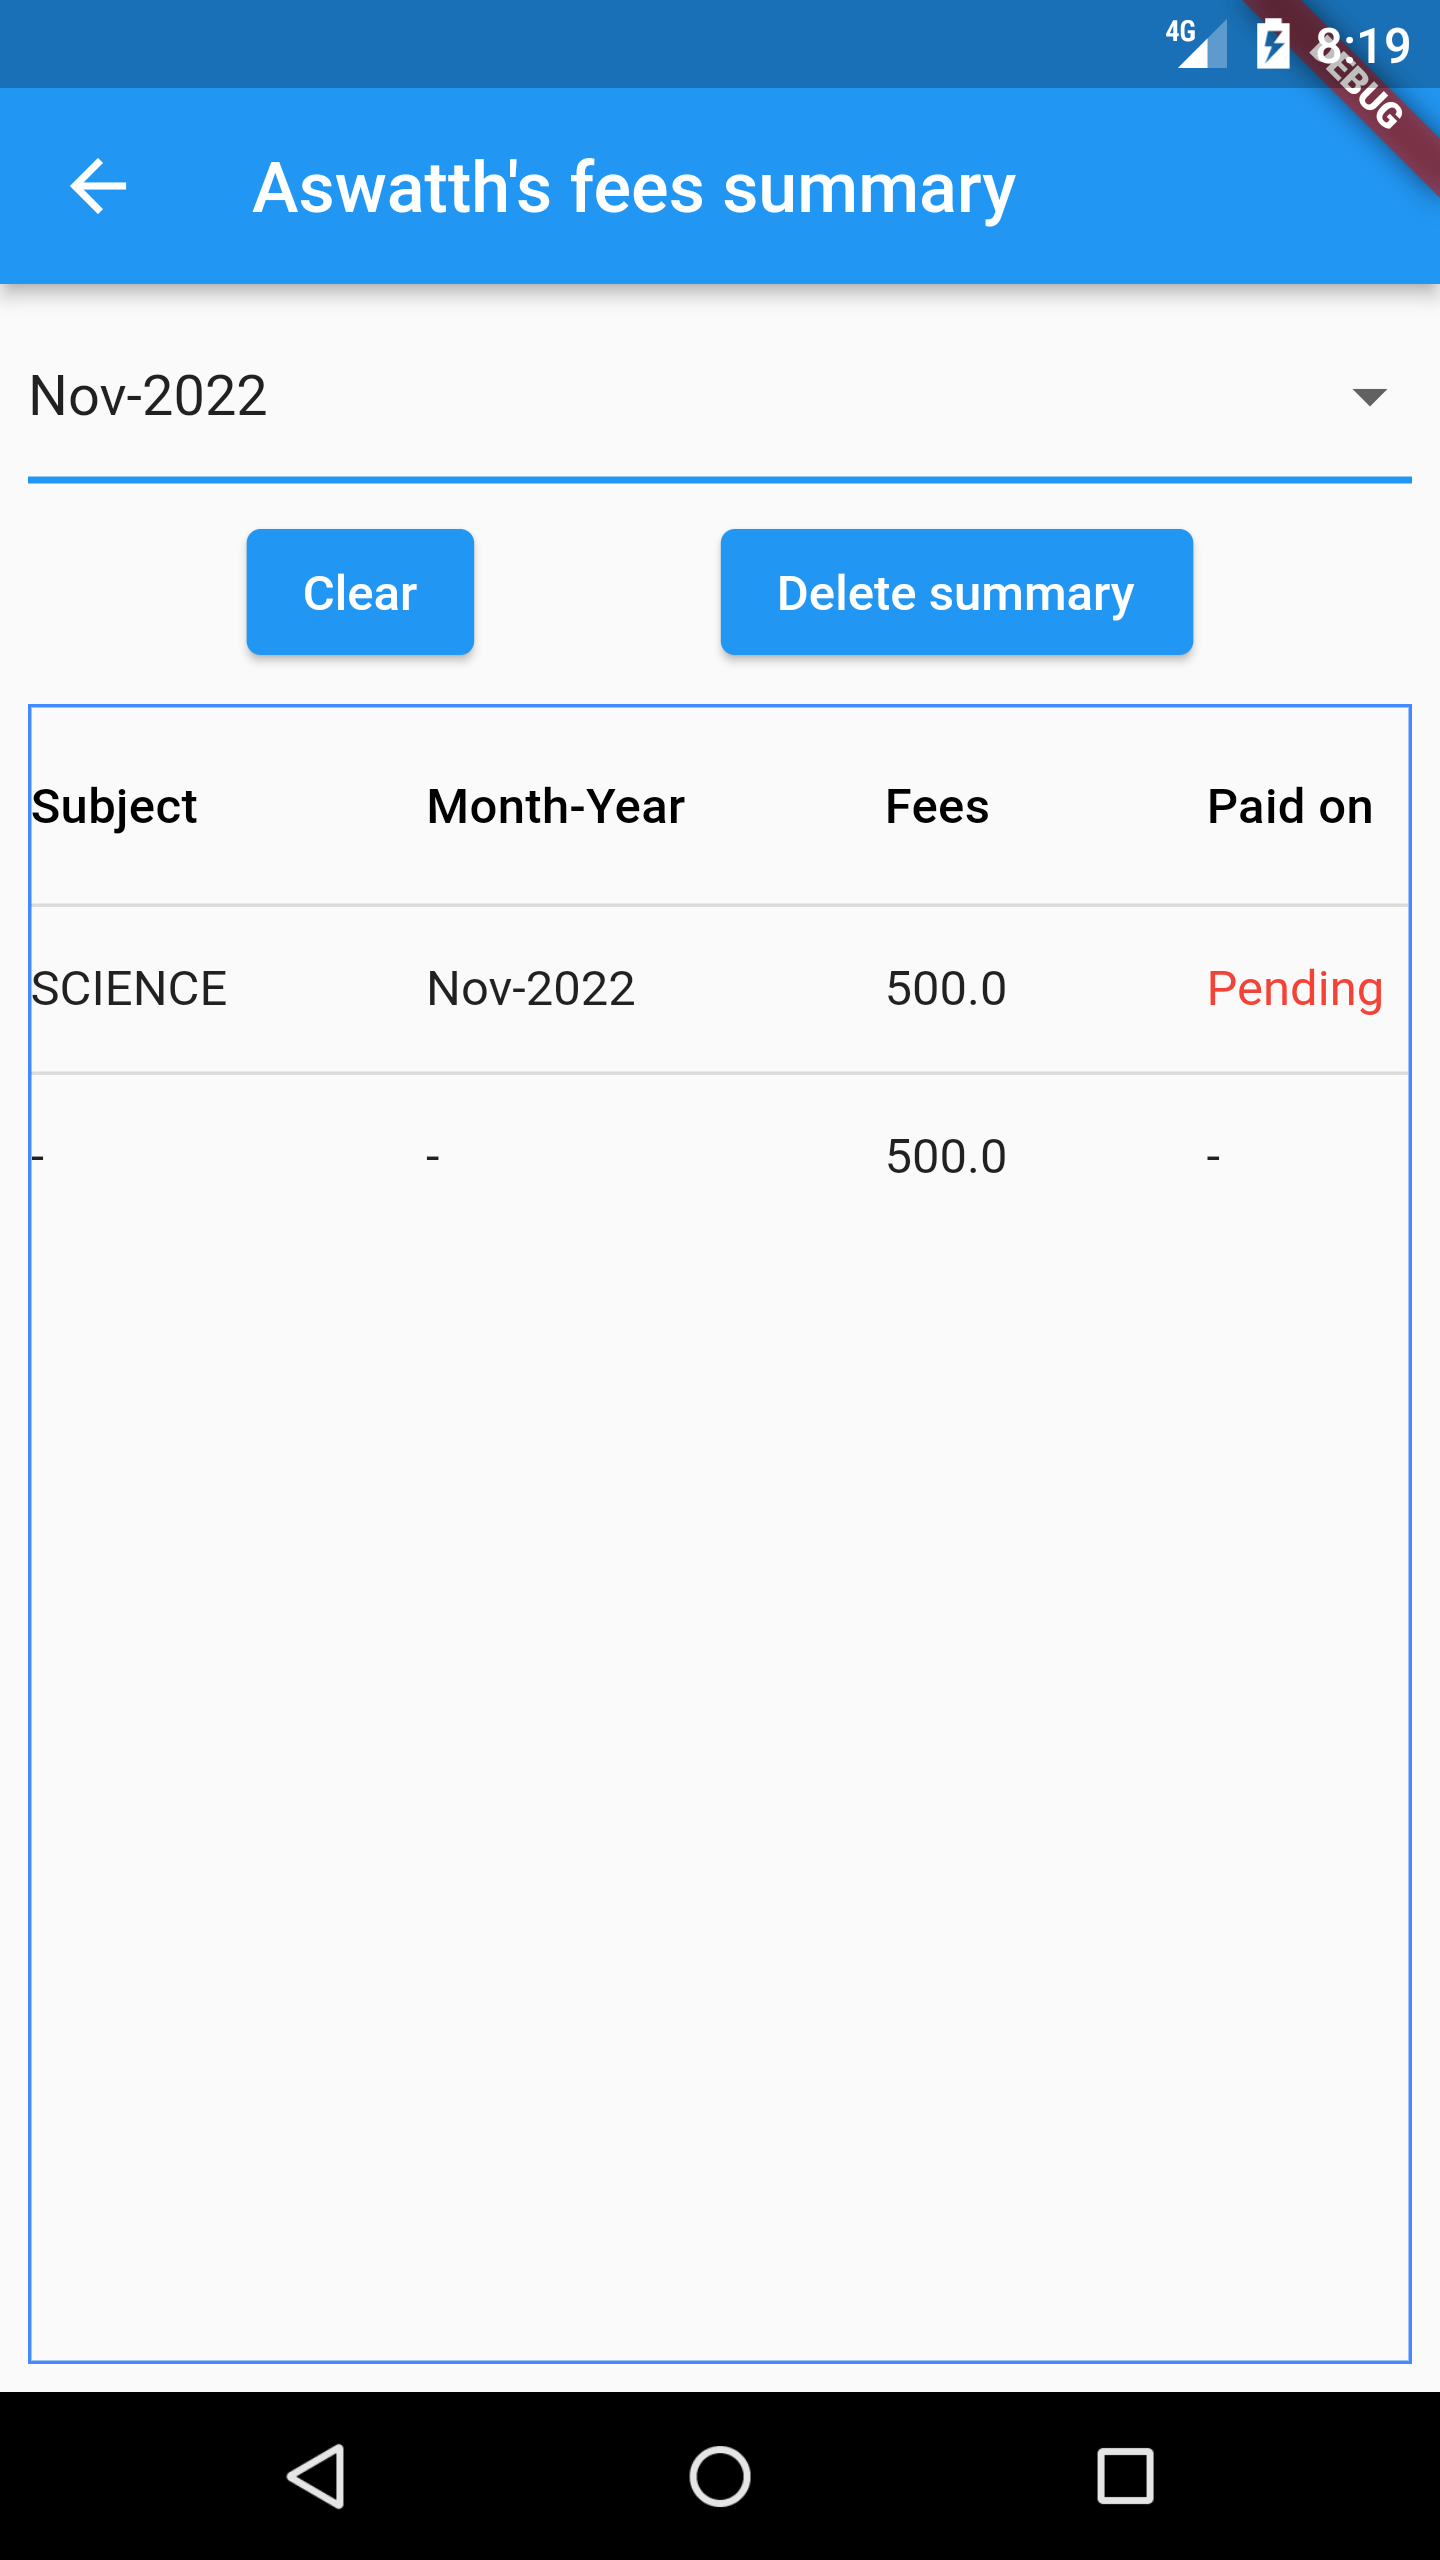 4G 8:19
DEBUG
Aswatth's fees summary
Nov-2022
Clear Delete summary
Subject Month-Year Fees Paid on
SCIENCE Nov-2022 500.0 Pending
- - 500.0 -